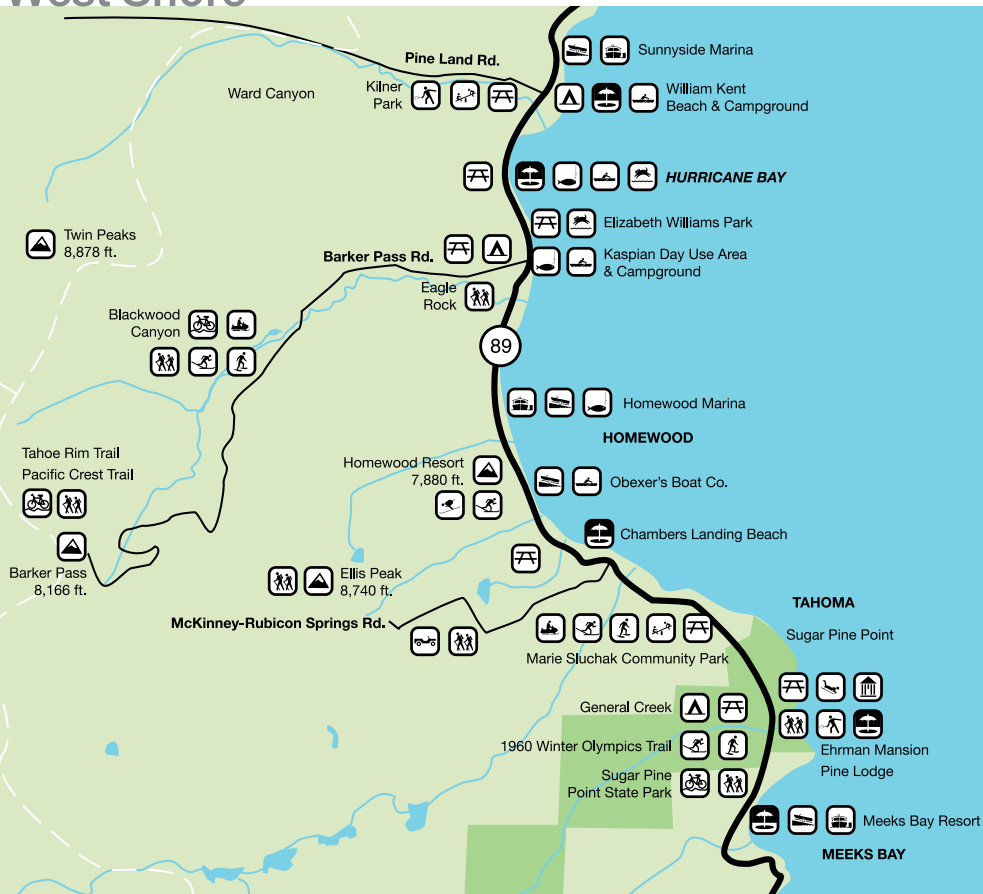 West Shore
Pine Land Rd.
Sunnyside Marina
Ward Canyon
Kilner
Park
William Kent
Beach & Campground
HURRICANE BAY
Twin Peaks
8,878 ft.
Elizabeth Williams Park
Barker Pass Rd.
Kaspian Day Use Area
& Campground
Eagle
Rock
Blackwood
Canyon
89
Homewood Marina
HOMEWOOD
Tahoe Rim Trail
Pacific Crest Trail
Homewood Resort
7,880 ft.
Obexer's Boat Co.
Chambers Landing Beach
Barker Pass
8,166 ft.
Ellis Peak
8,740 ft.
McKinney-Rubicon Springs Rd.
TAHOMA
Sugar Pine Point
Marie Sluchak Community Park
General Creek
1960 Winter Olympics Trail
Sugar Pine
Point State Park
Ehrman Mansion
Pine Lodge
Meeks Bay Resort
MEEKS BAY